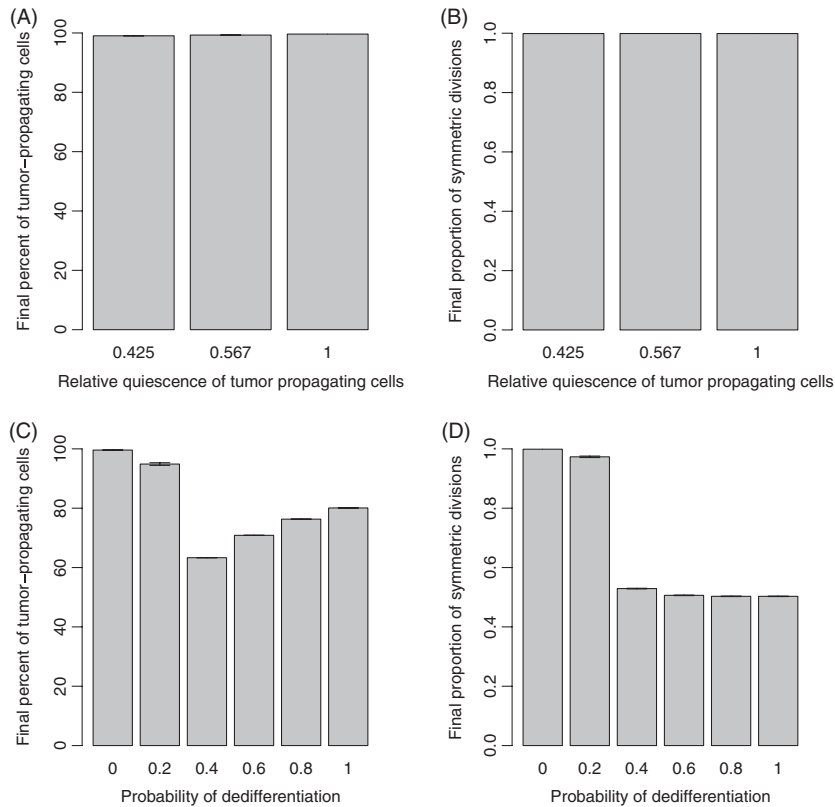 (A)
Final percent of tumor−propagating cells
0 20 40 60 80 100
0.425 0.567 1
Relative quiescence of tumor propagating cells
(B)
Final proportion of symmetric divisions
0.0 0.2 0.4 0.6 0.8 1.0
0.425 0.567 1
Relative quiescence of tumor propagating cells
(C)
Final percent of tumor−propagating cells
0 20 40 60 80 100
0 0.2 0.4 0.6 0.8 1
Probability of dedifferentiation
(D)
Final proportion of symmetric divisions
0.0 0.2 0.4 0.6 0.8 1.0
0 0.2 0.4 0.6 0.8 1
Probability of dedifferentiation